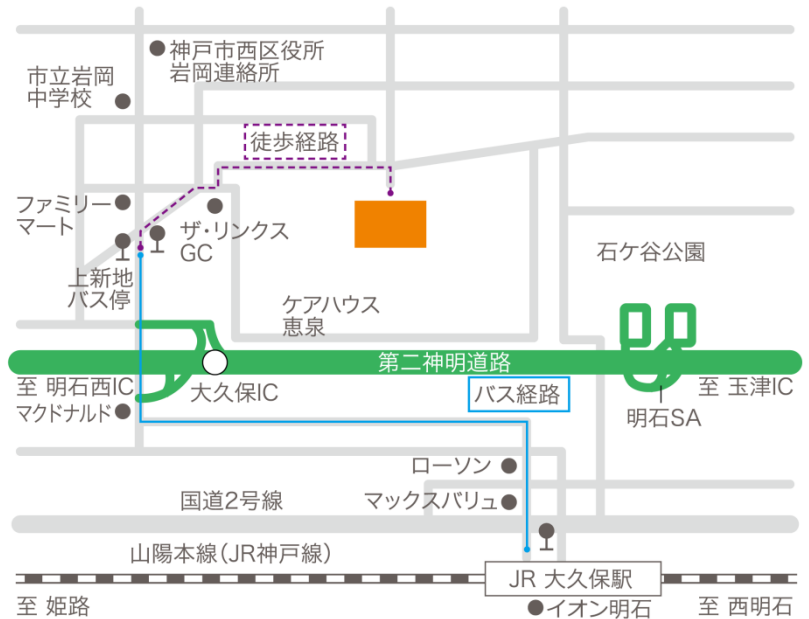 神戸市西区役所
岩岡連絡所
市立岩岡
中学校
徒歩経路
ファミリー
マート
ザ・リンクス
GC
石ケ谷公園
上新地
バス停
ケアハウス
恵泉
第二神明道路
至 明石西IC
大久保IC
バス経路
至 玉津IC
マクドナルド
明石SA
ローソン
国道2号線
マックスバリュ
山陽本線(JR神戸線)
JR 大久保駅
至 姫路
イオン明石
至 西明石